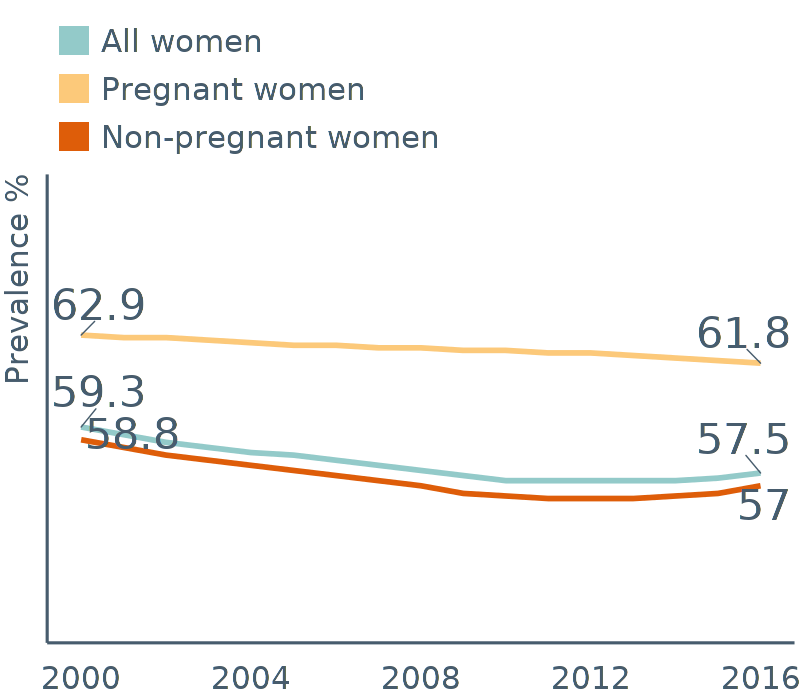 All women
Pregnant women
Non-pregnant women
Prevalence %
62.9
61.8
59.3
58.8
57.5
57
2000 2004 2008 2012 2016